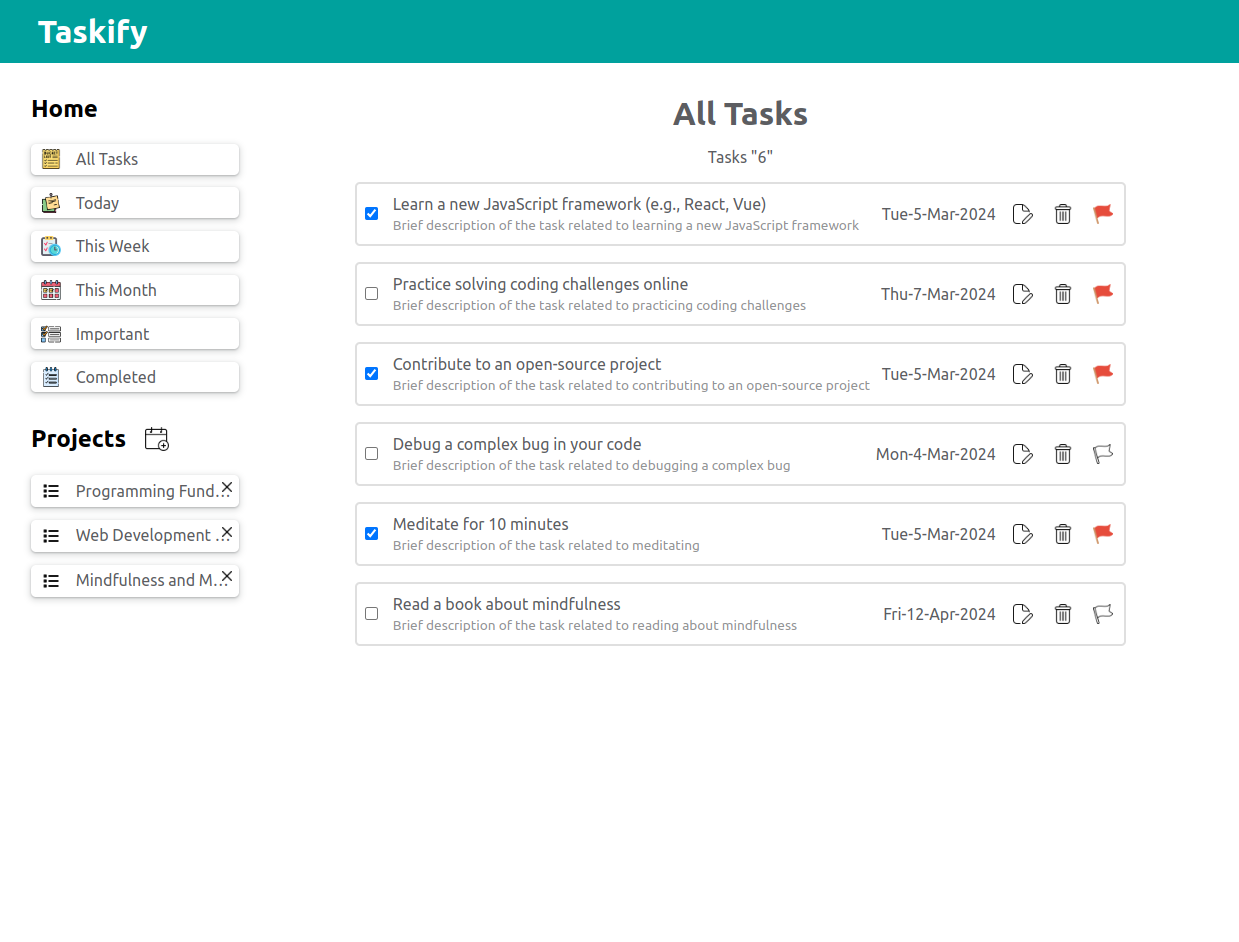 Taskify
Home
All Tasks
Today
This Week
This Month
Important
Completed
Projects
Programming Fund...
Web Development ...
Mindfulness and M...
All Tasks
Tasks "6"
Learn a new JavaScript framework (e.g., React, Vue)
Brief description of the task related to learning a new JavaScript framework
Tue-5-Mar-2024
Practice solving coding challenges online
Brief description of the task related to practicing coding challenges
Thu-7-Mar-2024
Contribute to an open-source project
Brief description of the task related to contributing to an open-source project
Tue-5-Mar-2024
Debug a complex bug in your code
Brief description of the task related to debugging a complex bug
Mon-4-Mar-2024
Meditate for 10 minutes
Brief description of the task related to meditating
Tue-5-Mar-2024
Read a book about mindfulness
Brief description of the task related to reading about mindfulness
Fri-12-Apr-2024